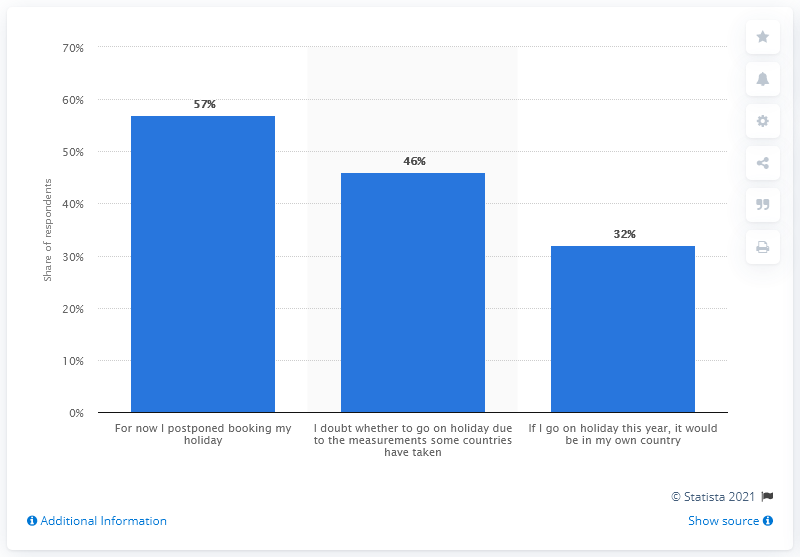 70%
60%
50%
40%
30%
20%
10%
0%
Share of respondents
57%
46%
32%
For now I postponed booking my
holiday
I doubt whether to go on holiday due
to the measurements some countries
have taken
If I go on holiday this year, it would
be in my own country
© Statista 2021
Additional Information
Show source